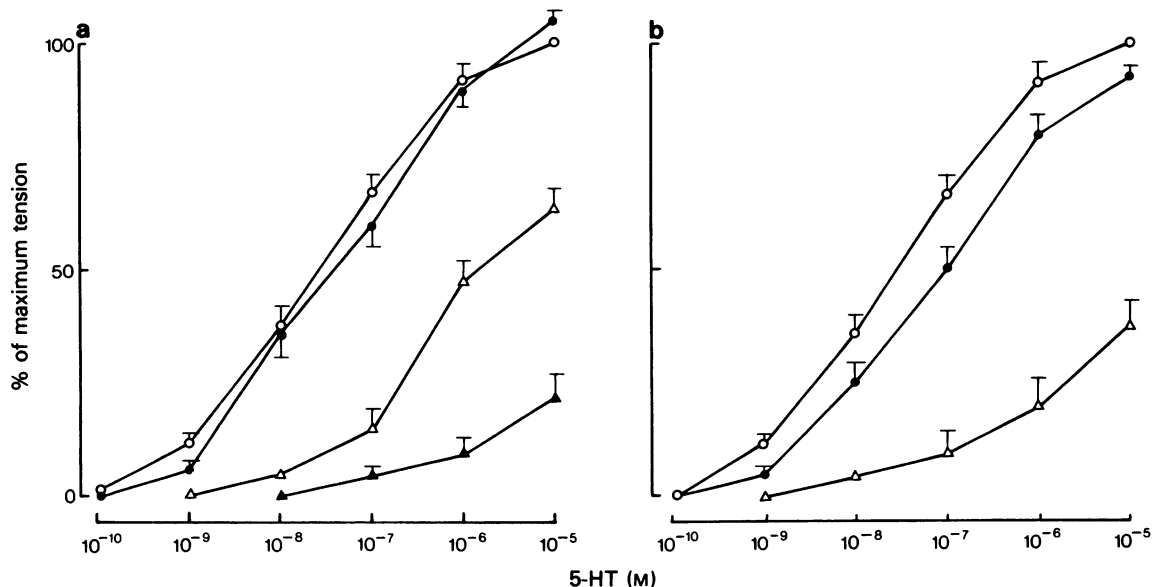 a
b
100
50
0
% of maximum tension
10⁻¹⁰ 10⁻⁹ 10⁻⁸ 10⁻⁷ 10⁻⁶ 10⁻⁵
10⁻¹⁰ 10⁻⁹ 10⁻⁸ 10⁻⁷ 10⁻⁶ 10⁻⁵
5-HT (M)